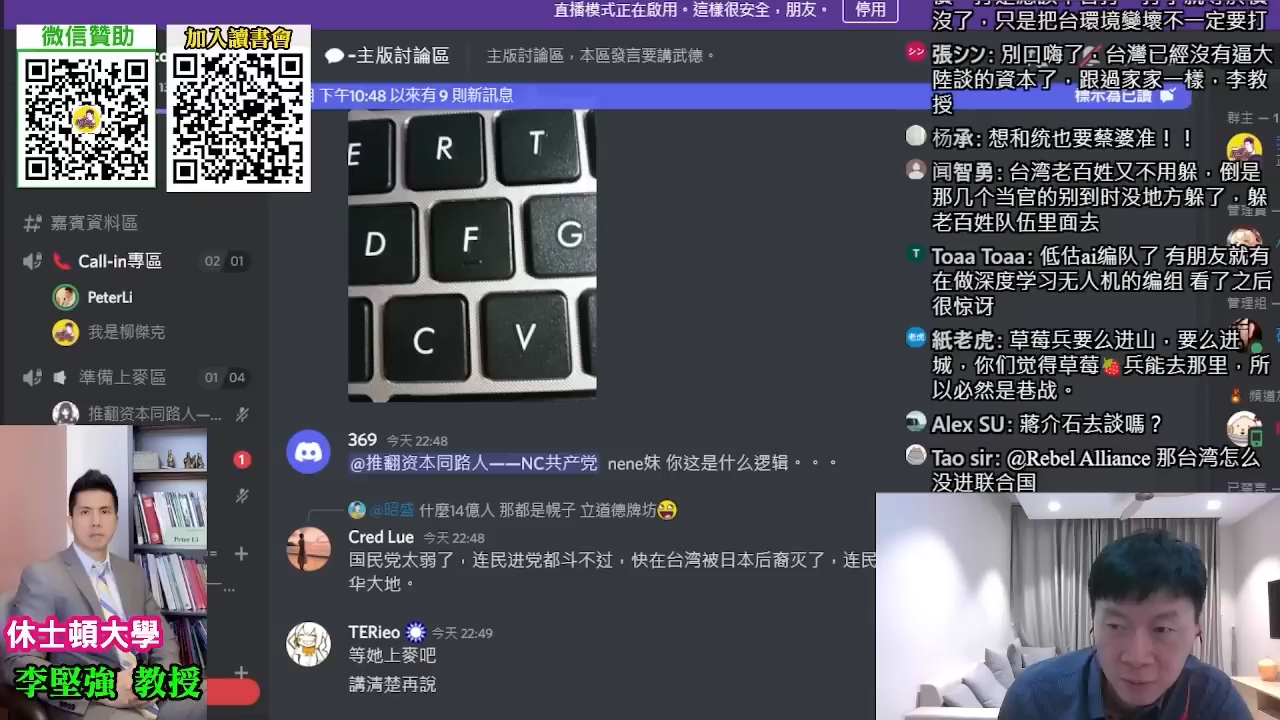 直播模式正在啟用。這樣很安全，朋友。
停用
微信贊助
加入讀書會
-主版討論區
主版討論區，本區發言要講武德。
下午10:48 以來有 9 則新訊息
標示為已讀
嘉賓資料區
Call-in專區
02 01
PeterLi
我是柳傑克
準備上麥區
01 04
推翻资本同路人—...
1
E R T
D F G
C V
369 今天 22:48
@推翻资本同路人——NC共产党 nene妹 你这是什么逻辑。。。
@昭盛 什麼14億人 那都是幌子 立道德牌坊
Cred Lue 今天 22:48
国民党太弱了，连民进党都斗不过，快在台湾被日本后裔灭了，连民
华大地。
TERieo 今天 22:49
等她上麥吧
講清楚再說
Peter Li
休士頓大學
李堅強 教授
沒了，只是把台環境變壞不一定要打
張シン: 別口嗨了 台灣已經沒有逼大
陸談的資本了，跟過家家一樣，李教
授
杨承: 想和统也要蔡婆准！！
闻智勇: 台湾老百姓又不用躲，倒是
那几个当官的别到时没地方躲了，躲
老百姓队伍里面去
Toaa Toaa: 低估ai编队了 有朋友就有
在做深度学习无人机的编组 看了之后
很惊讶
紙老虎: 草莓兵要么进山，要么进
城，你们觉得草莓🍓兵能去那里，所
以必然是巷战。
Alex SU: 蔣介石去談嗎？
Tao sir: @Rebel Alliance 那台湾怎么
没进联合国
群主 — 1
管理員
管理組